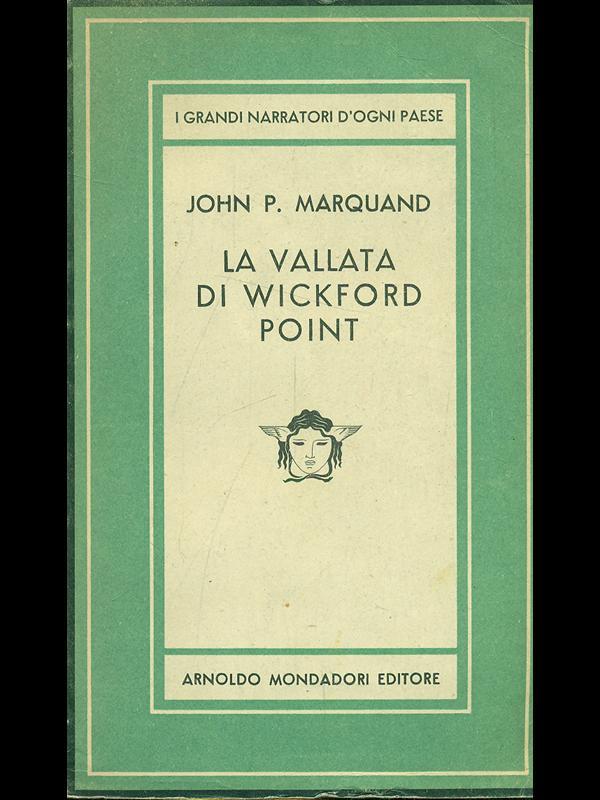 I GRANDI NARRATORI D'OGNI PAESE
JOHN P. MARQUAND
LA VALLATA
DI WICKFORD
POINT
ARNOLDO MONDADORI EDITORE